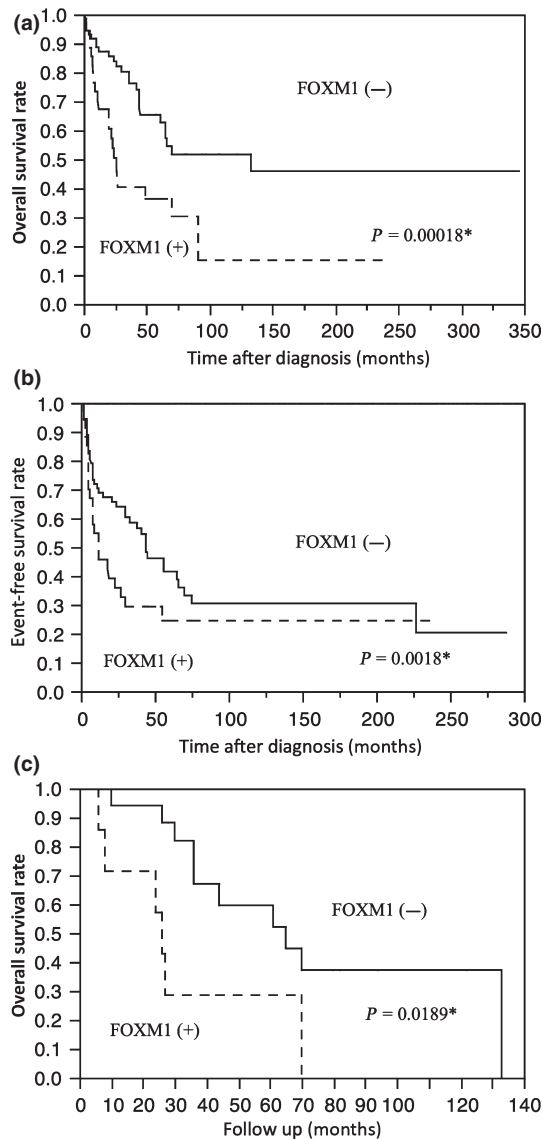 (a)
1.0
0.9
0.8
0.7
0.6
0.5
0.4
0.3
0.2
0.1
0.0
Overall survival rate
FOXM1 (—)
FOXM1 (+)
P = 0.00018*
0 50 100 150 200 250 300 350
Time after diagnosis (months)
(b)
1.0
0.9
0.8
0.7
0.6
0.5
0.4
0.3
0.2
0.1
0.0
Event-free survival rate
FOXM1 (—)
FOXM1 (+)
P = 0.0018*
0 50 100 150 200 250 300
Time after diagnosis (months)
(c)
1.0
0.9
0.8
0.7
0.6
0.5
0.4
0.3
0.2
0.1
0.0
Overall survival rate
FOXM1 (—)
P = 0.0189*
FOXM1 (+)
0 10 20 30 40 50 60 70 80 90 100 120 140
Follow up (months)